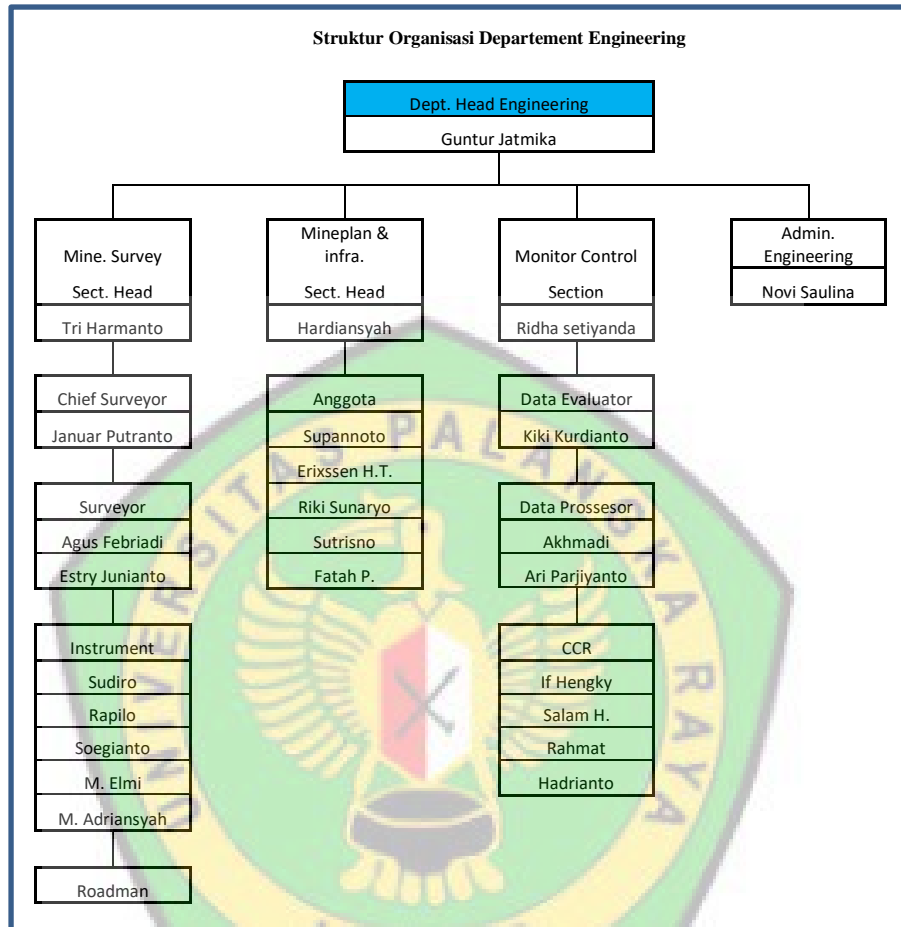 Struktur Organisasi Departement Engineering
Dept. Head Engineering
Guntur Jatmika
Mine. Survey
Sect. Head
Tri Harmanto
Chief Surveyor
Januar Putranto
Surveyor
Agus Febriadi
Estry Junianto
Instrument
Sudiro
Rapilo
Soegianto
M. Elmi
M. Adriansyah
Roadman
Mineplan &
infra.
Sect. Head
Hardiansyah
Anggota
Supannoto
Erixssen H.T.
Riki Sunaryo
Sutrisno
Fatah P.
Monitor Control
Section
Ridha setiyanda
Data Evaluator
Kiki Kurdianto
Data Prossesor
Akhmadi
Ari Parjiyanto
CCR
If Hengky
Salam H.
Rahmat
Hadrianto
Admin.
Engineering
Novi Saulina
UNIVERSITAS PALANGKA RAYA